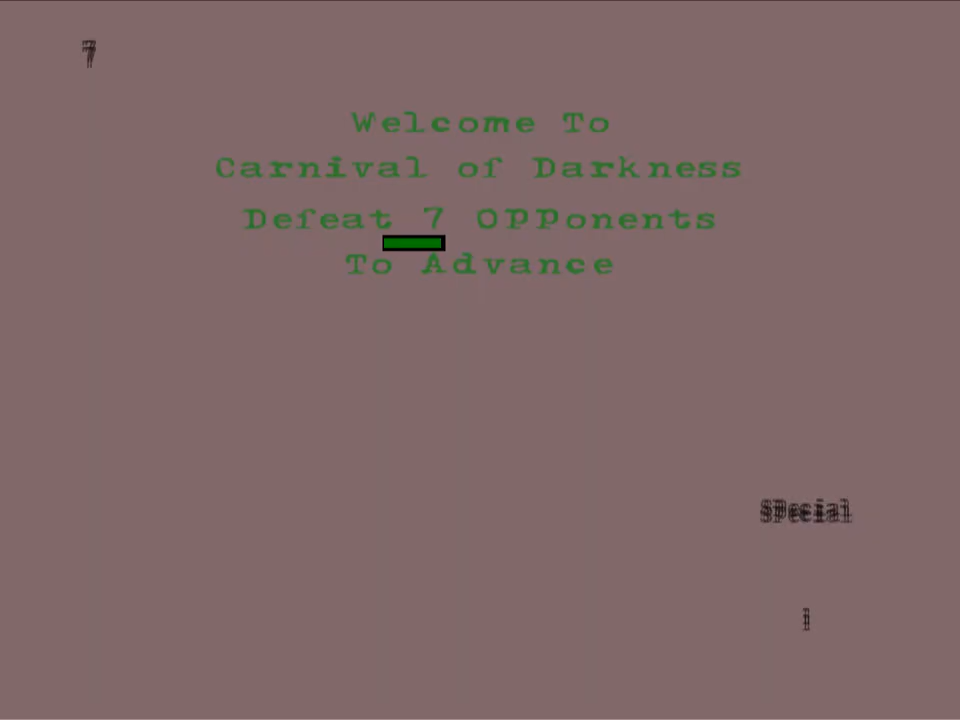 7
Welcome To
Carnival of Darkness
Defeat 7 Opponents
To Advance
Special
1